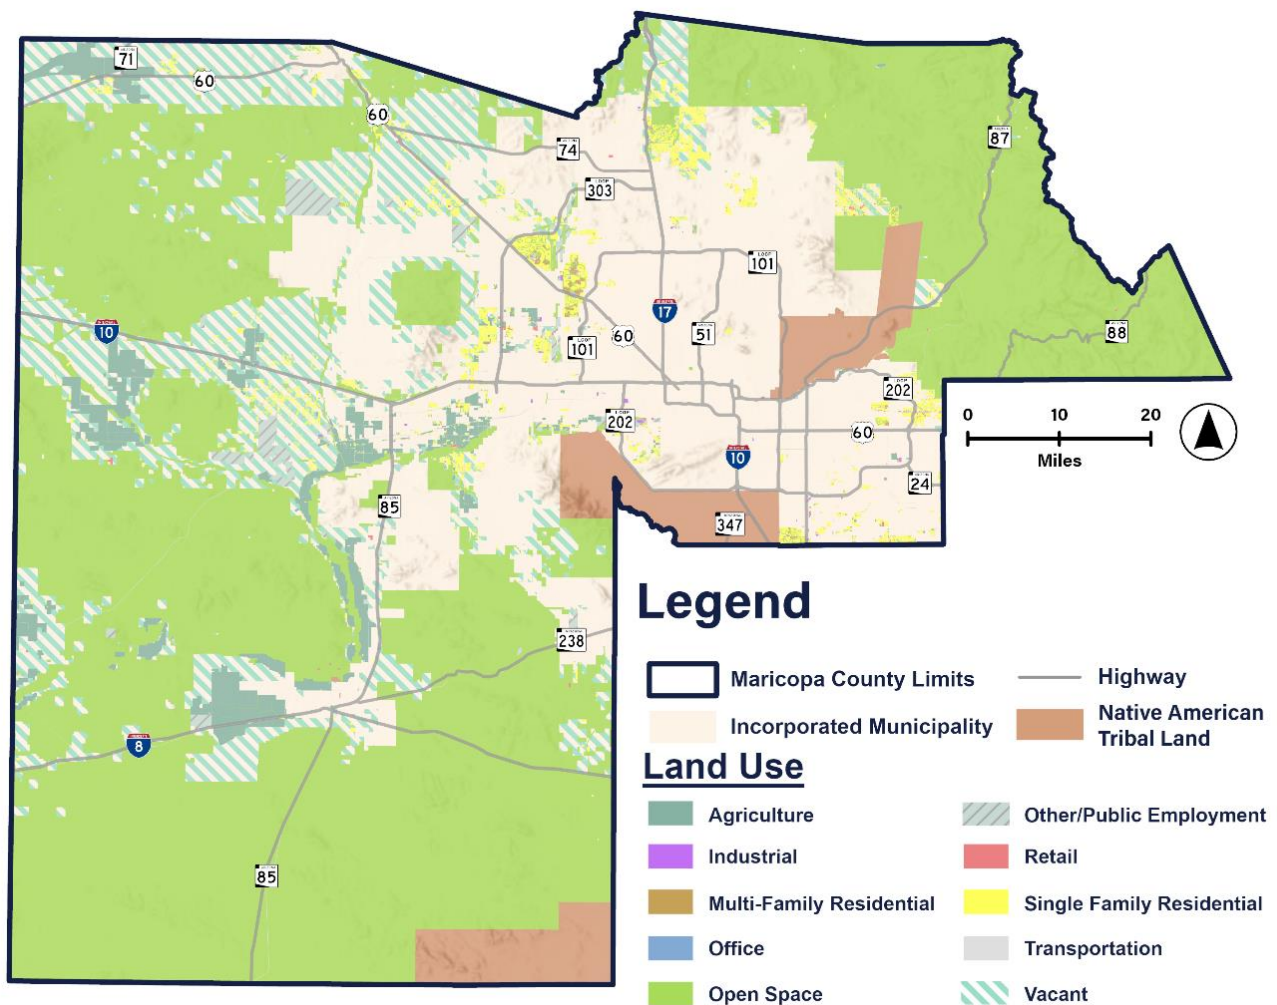 71
60
60
74
87
303
101
17
10
60
51
101
88
202
202
60
0 10 20
Miles
10
24
85
347
Legend
238
Maricopa County Limits
Highway
Incorporated Municipality
Native American
Tribal Land
8
Land Use
Agriculture
Other/Public Employment
Industrial
Retail
85
Multi-Family Residential
Single Family Residential
Office
Transportation
Open Space
Vacant